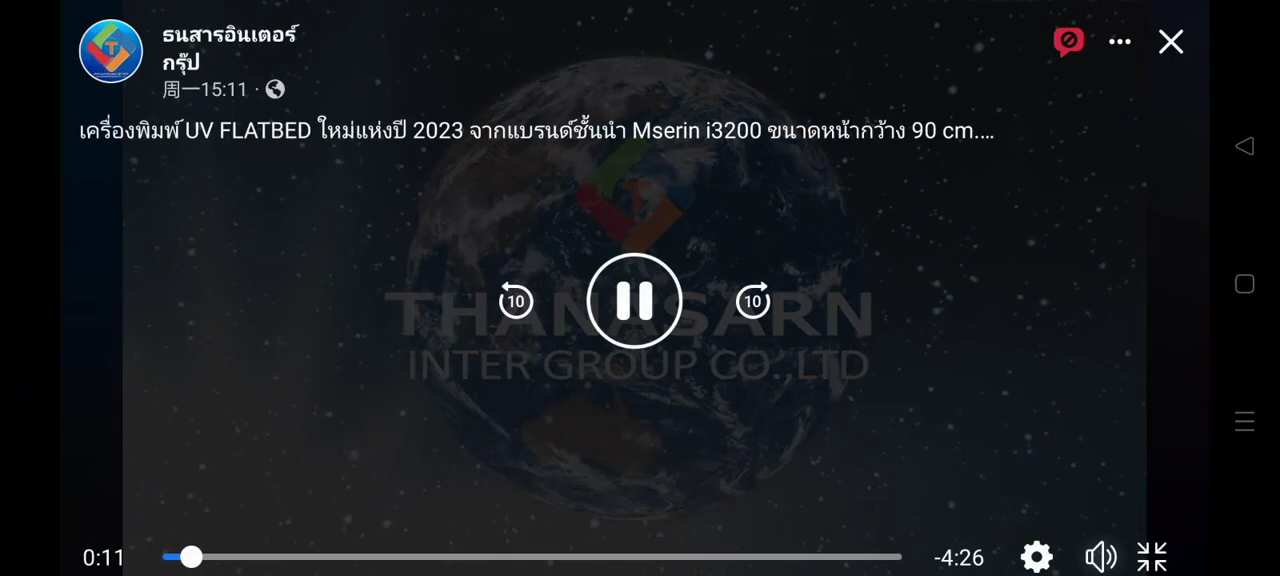 ธนสารอินเตอร์
กรุ๊ป
周一15:11 ·
เครื่องพิมพ์ UV FLATBED ใหม่แห่งปี 2023 จากแบรนด์ชั้นนำ Mserin i3200 ขนาดหน้ากว้าง 90 cm....
T
10
10
THANASARN
INTER GROUP CO.,LTD
0:11
-4:26